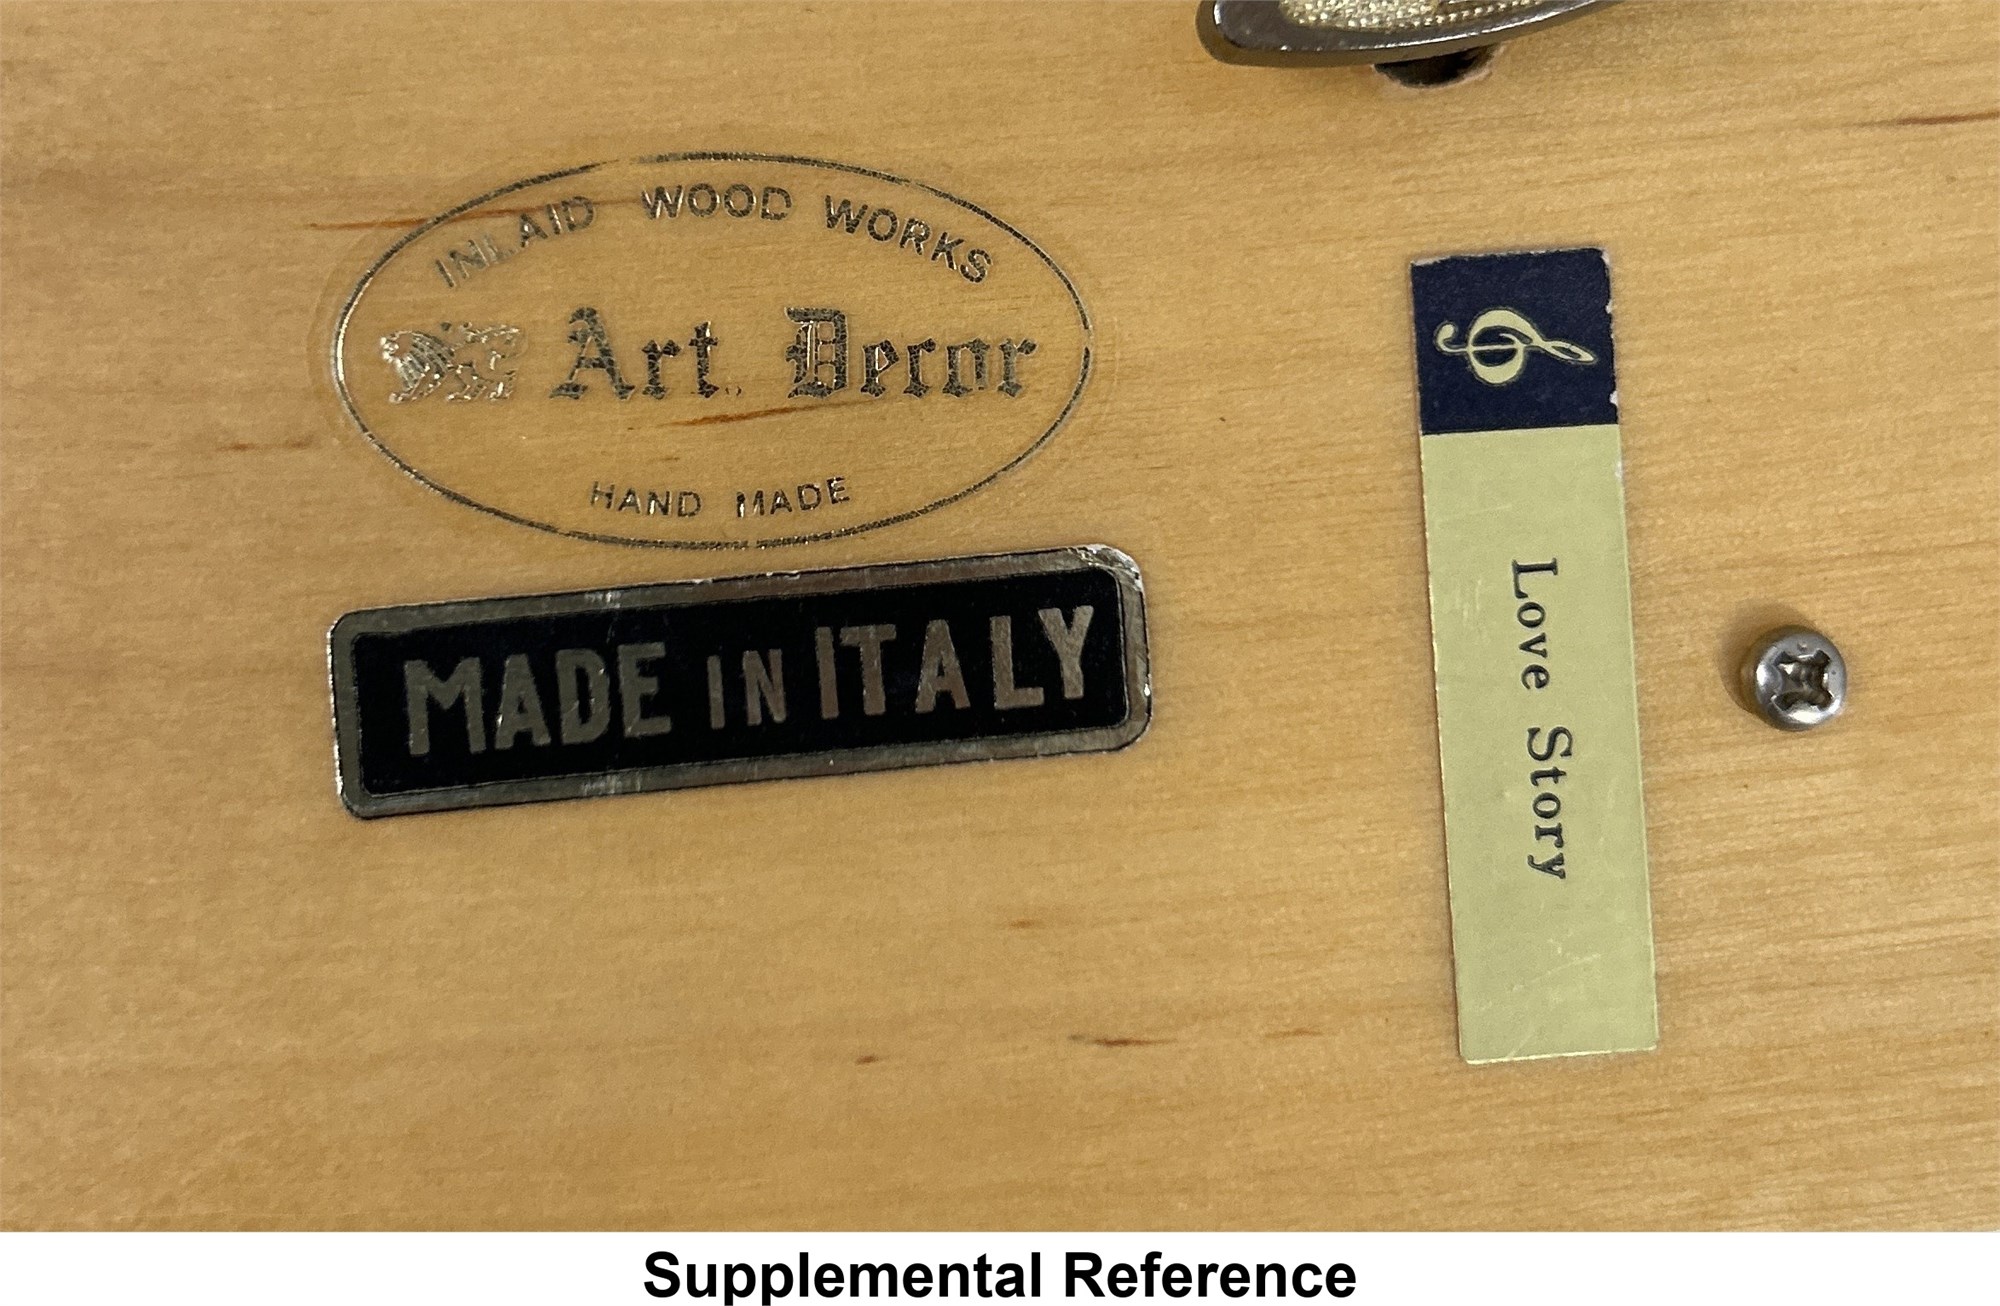 INLAID WOOD WORKS
Art. Decor
HAND MADE
MADE IN ITALY
Love Story
Supplemental Reference